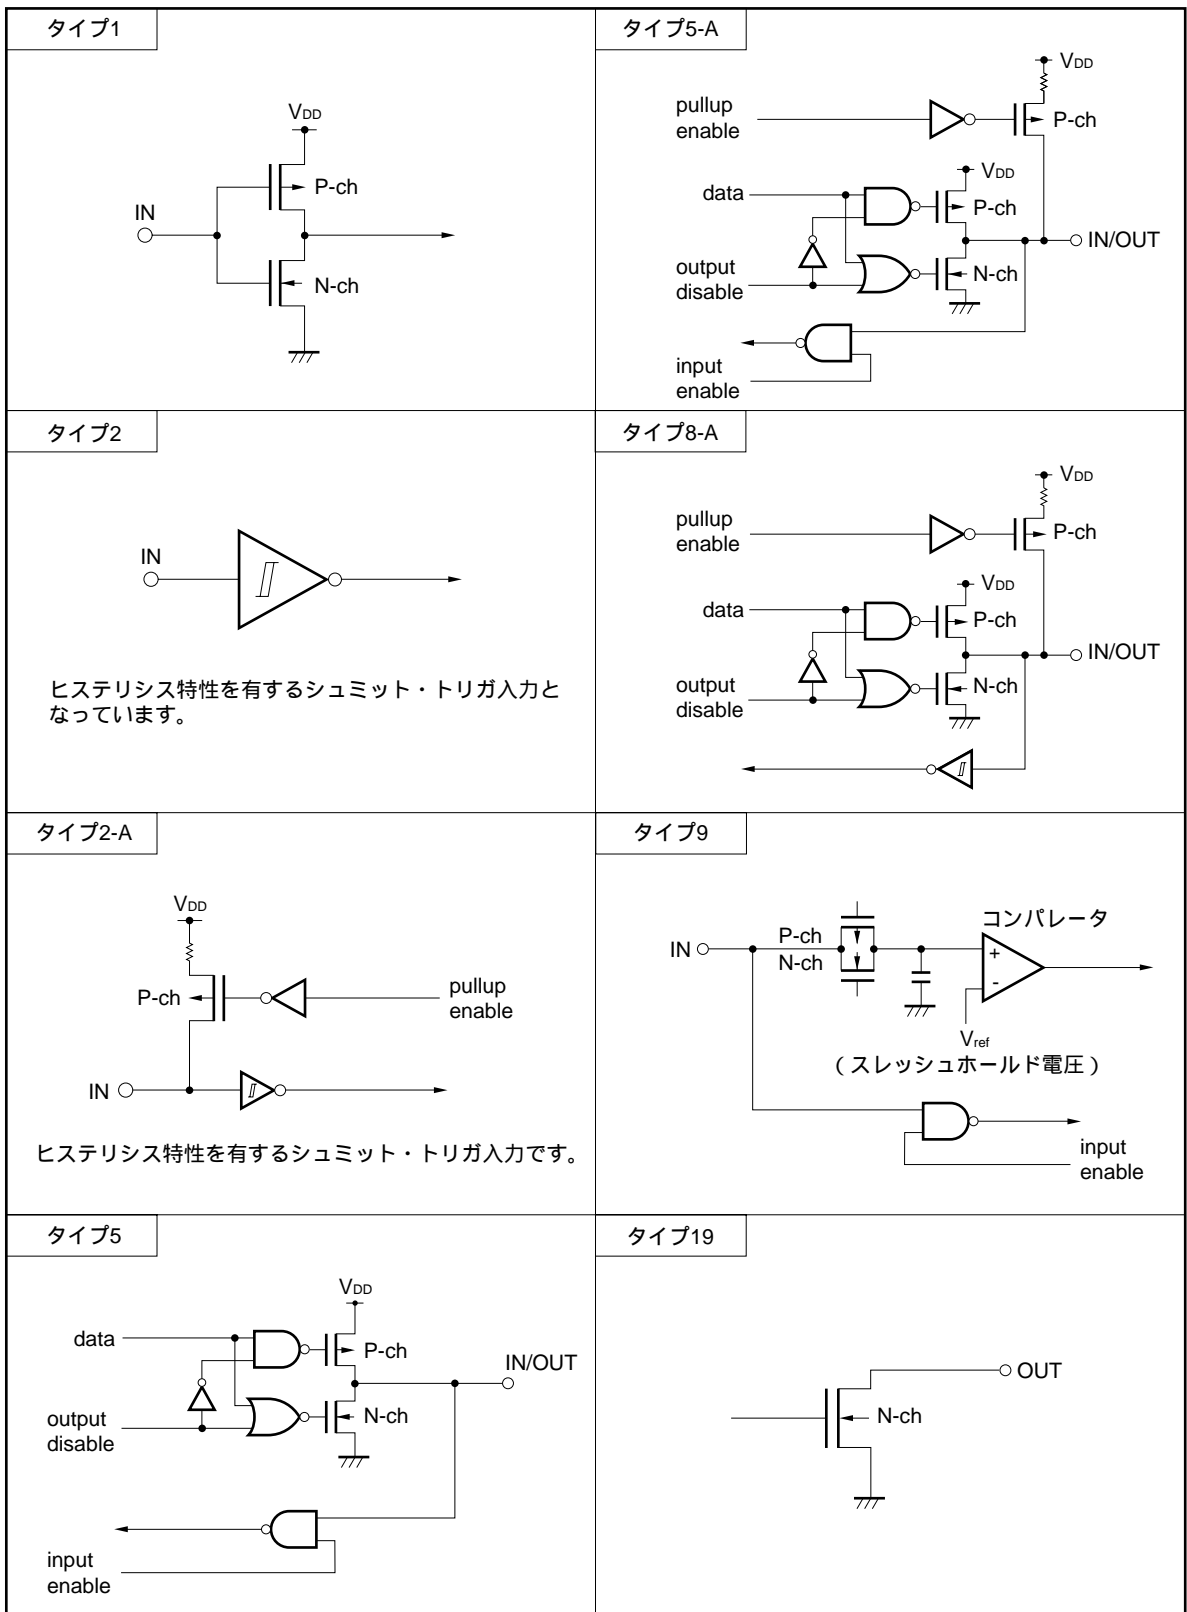 タイプ1
VDD
P-ch
IN
N-ch
タイプ5-A
VDD
pullup
enable
P-ch
VDD
data
P-ch
IN/OUT
output
disable
N-ch
input
enable
タイプ2
IN
ヒステリシス特性を有するシュミット・トリガ入力と
なっています。
タイプ8-A
VDD
pullup
enable
P-ch
VDD
data
P-ch
IN/OUT
output
disable
N-ch
タイプ2-A
VDD
P-ch
pullup
enable
IN
ヒステリシス特性を有するシュミット・トリガ入力です。
タイプ9
コンパレータ
P-ch
IN
N-ch
+
-
Vref
(スレッシュホールド電圧)
input
enable
タイプ5
VDD
data
P-ch
IN/OUT
output
disable
N-ch
input
enable
タイプ19
OUT
N-ch